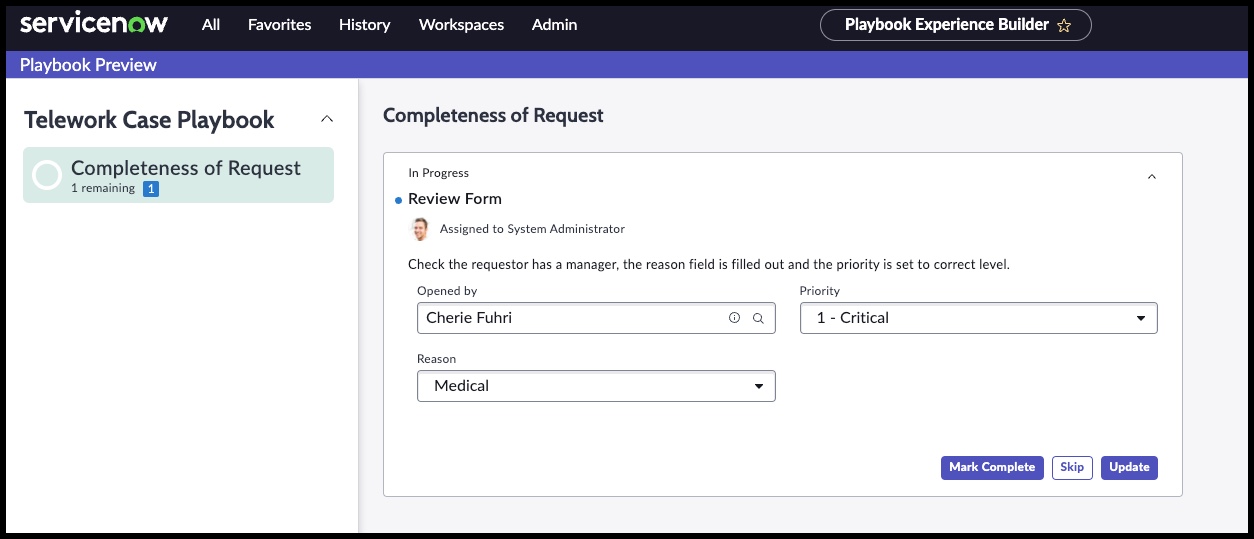 servicenow All Favorites History Workspaces Admin Playbook Experience Builder
Playbook Preview
Telework Case Playbook
Completeness of Request
1 remaining 1
Completeness of Request
In Progress
Review Form
Assigned to System Administrator
Check the requestor has a manager, the reason field is filled out and the priority is set to correct level.
Opened by Priority
Cherie Fuhri 1 - Critical
Reason
Medical
Mark Complete Skip Update